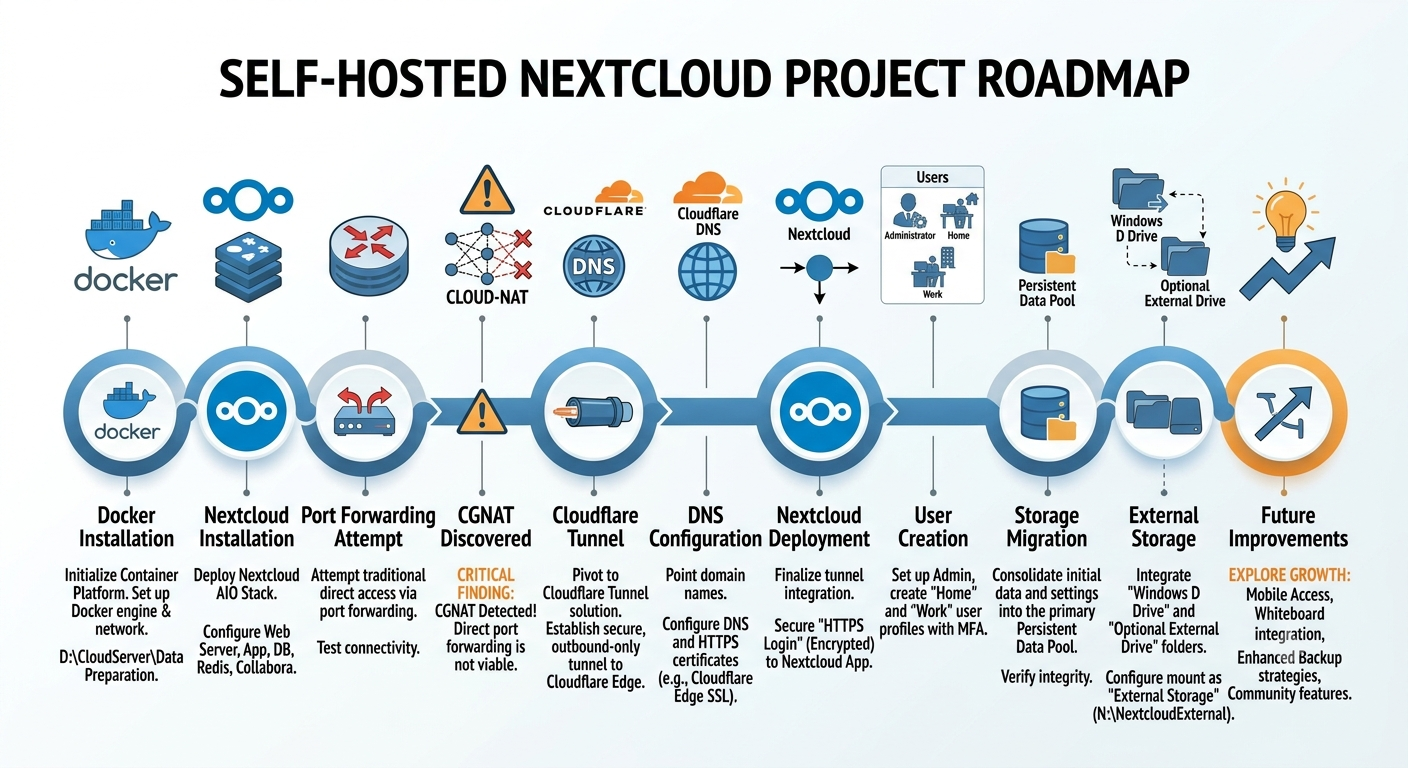 SELF-HOSTED NEXTCLOUD PROJECT ROADMAP
docker
CLOUD-NAT
CLOUDFLARE
DNS
Cloudflare
DNS
Nextcloud
Users
Administrator
Home
Werk
Persistent
Data Pool
Windows
D Drive
Optional
External Drive
docker
Docker
Installation
Initialize Container
Platform. Set up
Docker engine &
network.
D:\CloudServer\Data
Preparation.
Nextcloud
Installation
Deploy Nextcloud
AIO Stack.
Configure Web
Server, App, DB,
Redis, Collabora.
Port Forwarding
Attempt
Attempt traditional
direct access via
port forwarding.
Test connectivity.
CGNAT
Discovered
CRITICAL
FINDING:
CGNAT Detected!
Direct port
forwarding is
not viable.
Cloudflare
Tunnel
Pivot to
Cloudflare Tunnel
solution.
Establish secure,
outbound-only
tunnel to
Cloudflare Edge.
DNS
Configuration
Point domain
names.
Configure DNS
and HTTPS
certificates
(e.g., Cloudflare
Edge SSL).
Nextcloud
Deployment
Finalize tunnel
integration.
Secure "HTTPS
Login" (Encrypted)
to Nextcloud App.
User
Creation
Set up Admin,
create "Home"
and "Work" user
profiles with MFA.
Storage
Migration
Consolidate initial
data and settings
into the primary
Persistent
Data Pool.
Verify integrity.
External
Storage
Integrate
"Windows D
Drive" and
"Optional External
Drive" folders.
Configure mount as
"External Storage"
(N:\NextcloudExternal).
Future
Improvements
EXPLORE GROWTH:
Mobile Access,
Whiteboard
integration,
Enhanced Backup
strategies,
Community features.